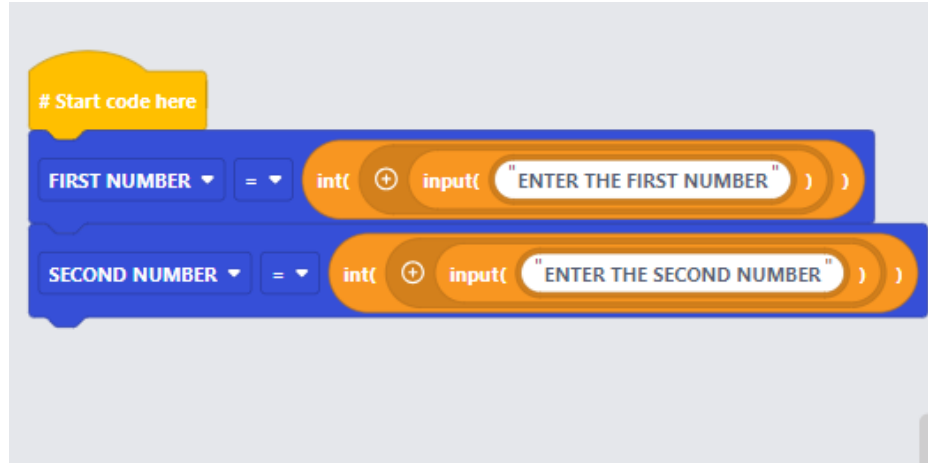 # Start code here
FIRST NUMBER = int( input( "ENTER THE FIRST NUMBER" ) )
SECOND NUMBER = int( input( "ENTER THE SECOND NUMBER" ) )